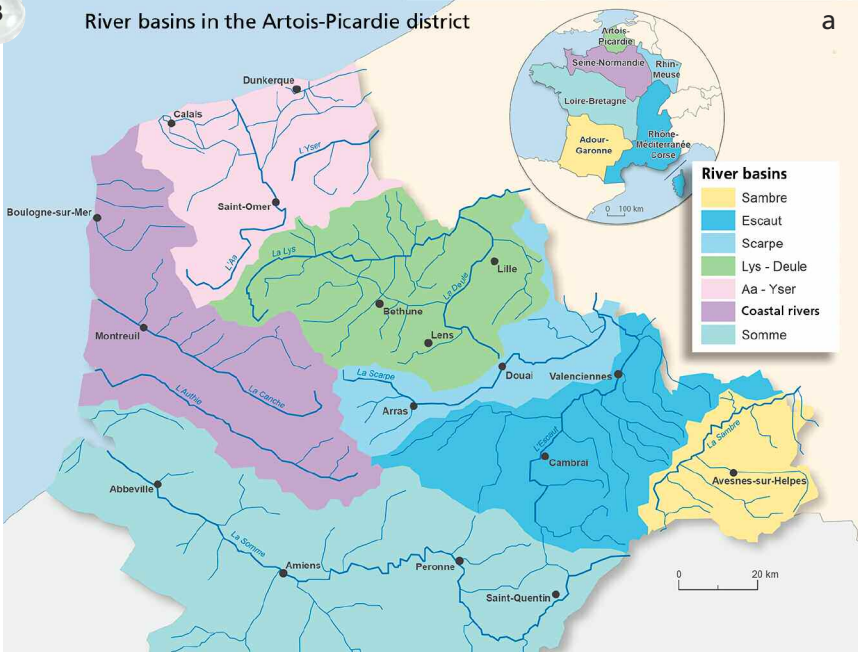 River basins in the Artois-Picardie district
a
Artois-
Picardie
Seine-Normandie
Rhin-
Meuse
Loire-Bretagne
Rhone-
Méditerranée
Corse
Adour-
Garonne
0 100 km
River basins
Sambre
Escaut
Scarpe
Lys - Deule
Aa - Yser
Coastal rivers
Somme
Dunkerque
Calais
L'Yser
Boulogne-sur-Mer
Saint-Omer
L'Aa
La Lys
Lille
La Deule
Bethune
Lens
Montreuil
La Scarpe
Douai
Valenciennes
L'Authie
La Canche
Arras
L'Escaut
La Sambre
Cambrai
Avesnes-sur-Helpes
Abbeville
La Somme
Amiens
Peronne
Saint-Quentin
0 20 km